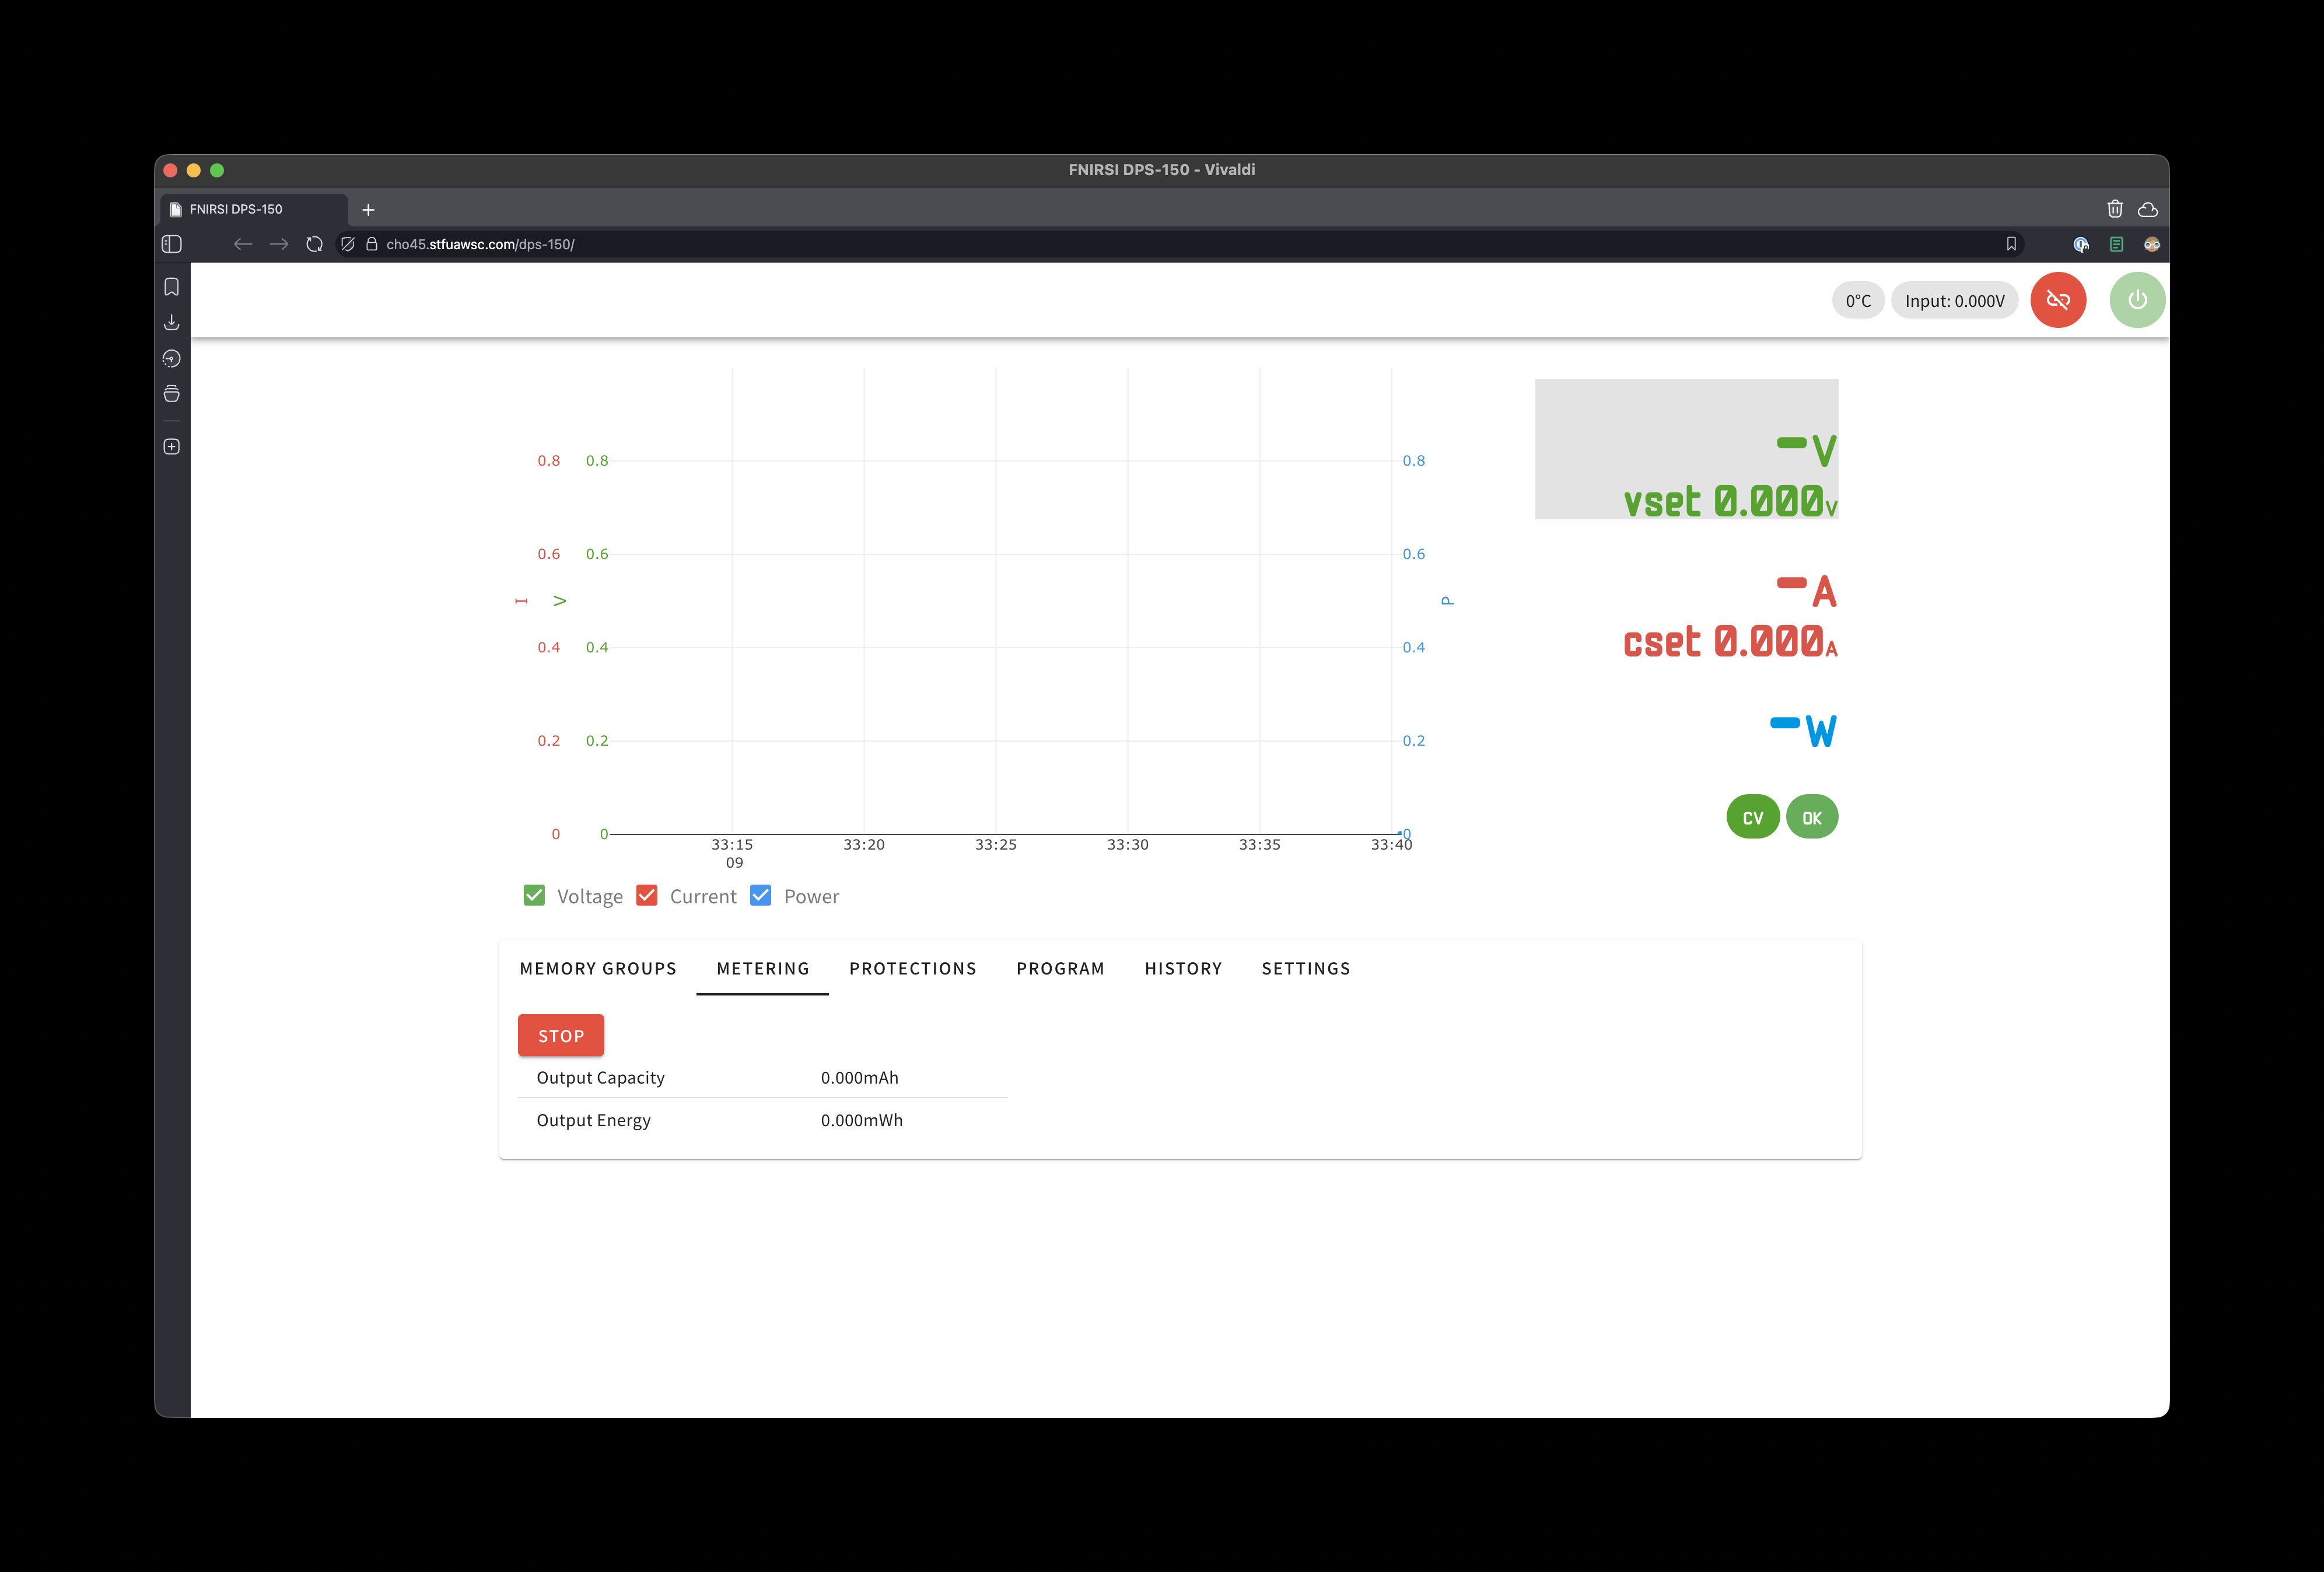 FNIRSI DPS-150 - Vivaldi
FNIRSI DPS-150
cho45.stfuawsc.com/dps-150/
0°C
Input: 0.000V
0.8 0.8 0.8
0.6 0.6 0.6
I V P
0.4 0.4 0.4
0.2 0.2 0.2
0 0 0
33:15 33:20 33:25 33:30 33:35 33:40
09
Voltage Current Power
-V
vset 0.000V
-A
cset 0.000A
-W
CV OK
MEMORY GROUPS METERING PROTECTIONS PROGRAM HISTORY SETTINGS
STOP
Output Capacity 0.000mAh
Output Energy 0.000mWh